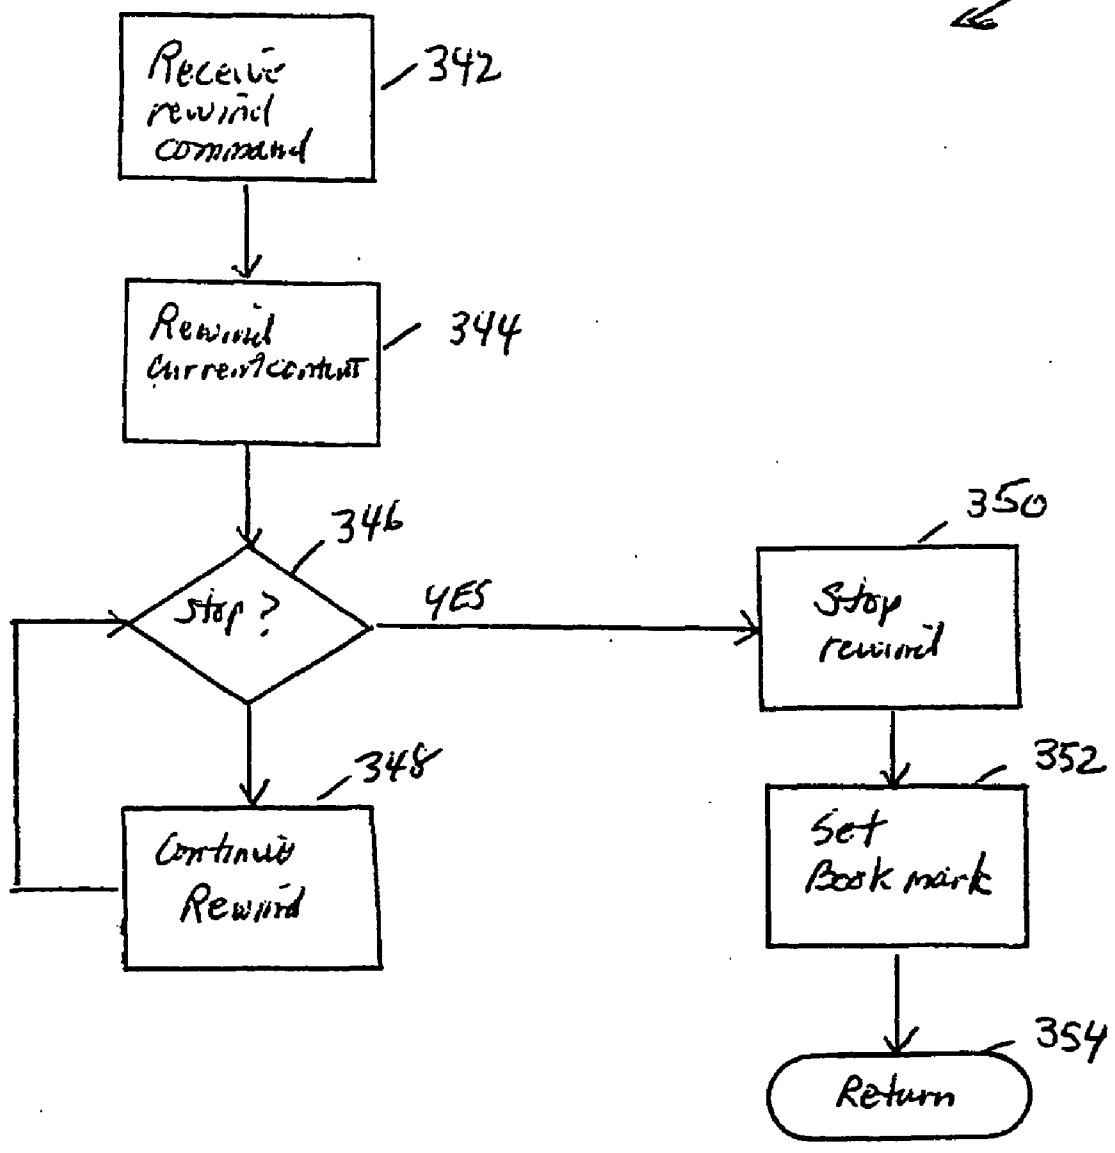 Receive
rewind
command
342
Rewind
current content
344
346
Stop?
YES
350
Stop
rewind
348
Continue
Rewind
352
Set
Bookmark
354
Return